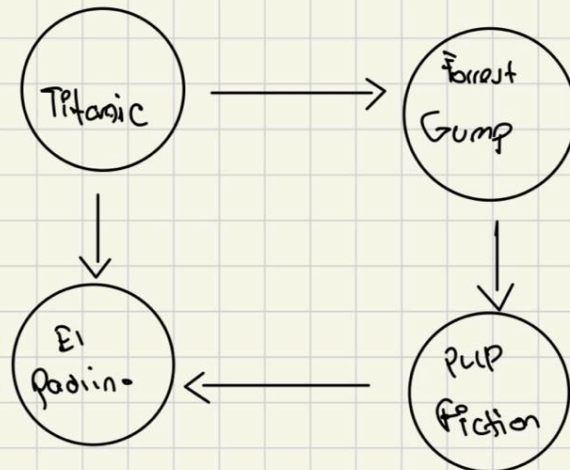 Titanic
Forrest
Gump
El
Padrino
Pulp
Fiction